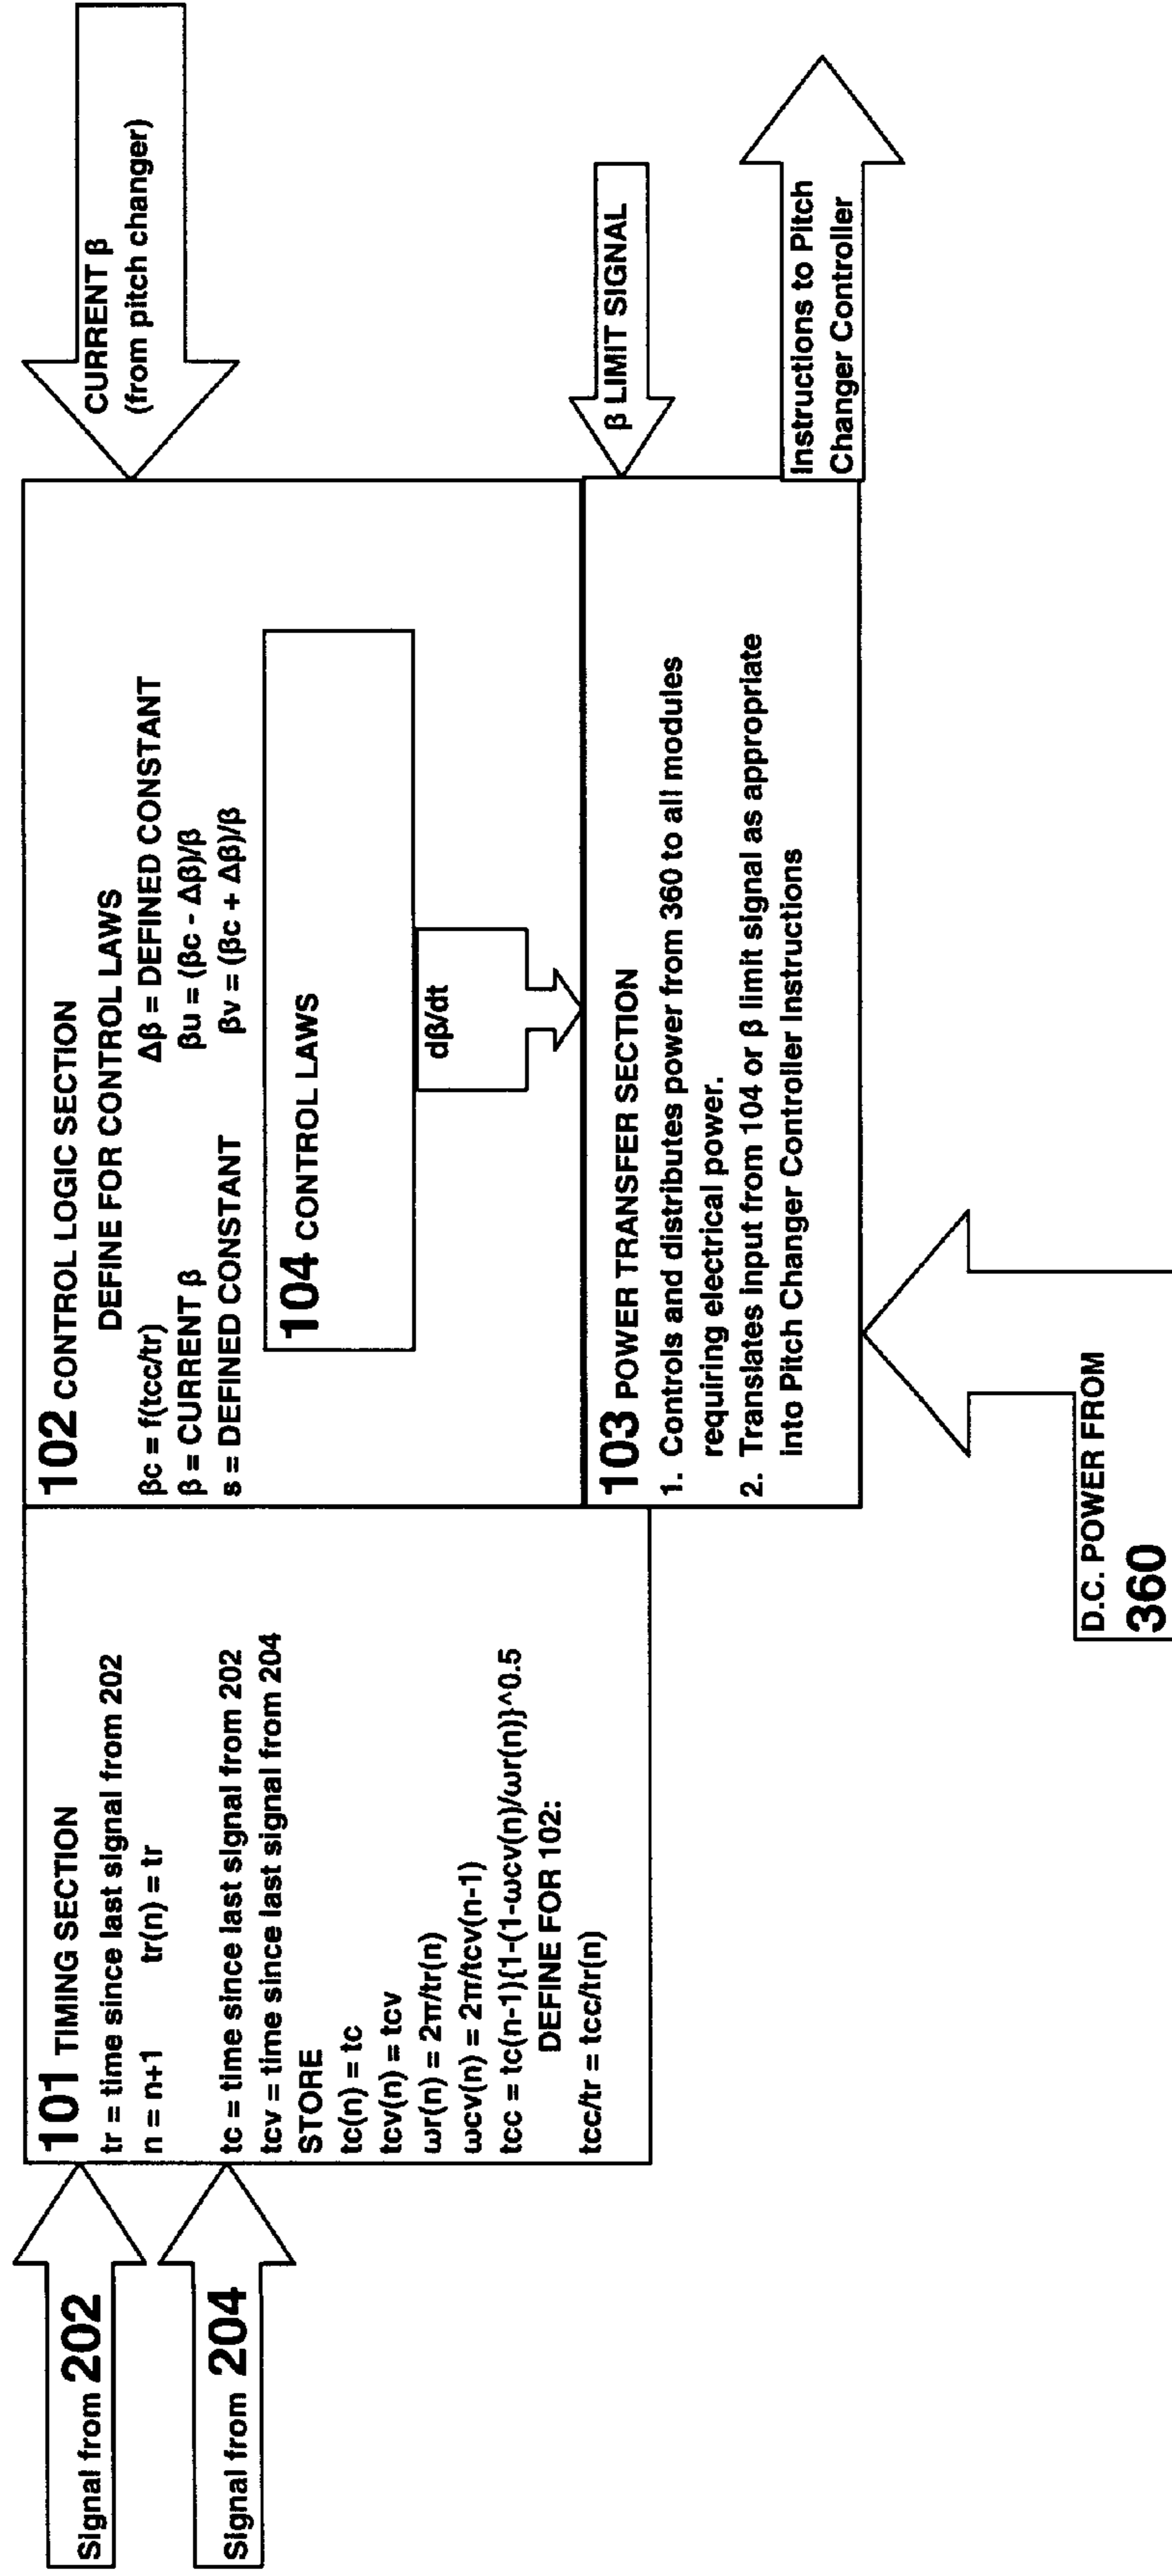 Signal from 202
Signal from 204
101 TIMING SECTION
tr = time since last signal from 202
n = n+1 tr(n) = tr
tc = time since last signal from 202
tcv = time since last signal from 204
STORE
tc(n) = tc
tcv(n) = tcv
ωr(n) = 2π/tr(n)
ωcv(n) = 2π/tcv(n-1)
tcc = tc(n-1){1-(1-ωcv(n)/ωr(n)}^0.5
DEFINE FOR 102:
tcc/tr = tcc/tr(n)
102 CONTROL LOGIC SECTION
DEFINE FOR CONTROL LAWS
βc = f(tcc/tr) Δβ = DEFINED CONSTANT
β = CURRENT β βu = (βc - Δβ)/β
s = DEFINED CONSTANT βv = (βc + Δβ)/β
104 CONTROL LAWS
dβ/dt
103 POWER TRANSFER SECTION
1. Controls and distributes power from 360 to all modules
requiring electrical power.
2. Translates input from 104 or β limit signal as appropriate
into Pitch Changer Controller Instructions
CURRENT β
(from pitch changer)
β LIMIT SIGNAL
Instructions to Pitch
Changer Controller
D.C. POWER FROM
360